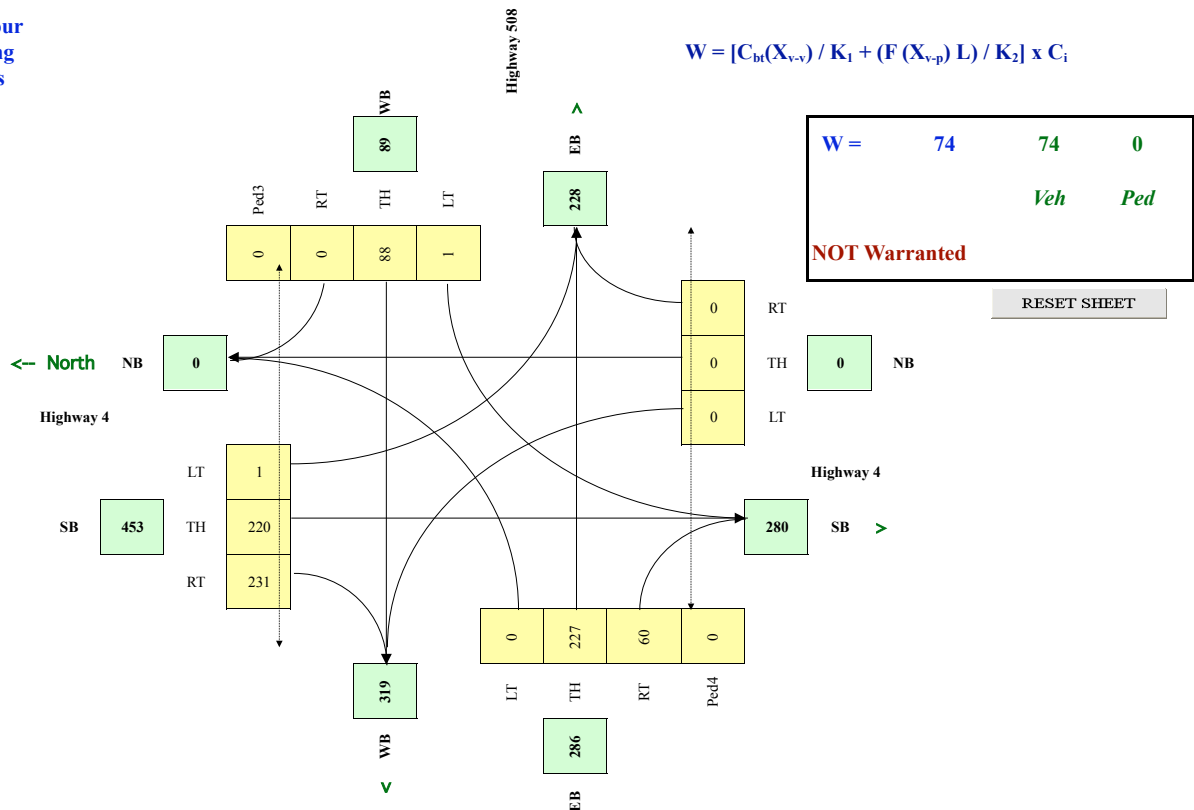 our
ng
s
Highway 508
W = [Cbt(Xv-v) / K1 + (F (Xv-p) L) / K2] x Ci
WB
89
^
EB
228
W = 74 74 0
Veh Ped
NOT Warranted
RESET SHEET
Ped3 RT TH LT
0 0 88 1
0 RT
<-- North NB 0
0 TH 0 NB
Highway 4
0 LT
LT 1
Highway 4
SB 453 TH 220
280 SB >
RT 231
0 227 60 0
LT TH RT Ped4
319
WB
v
286
EB